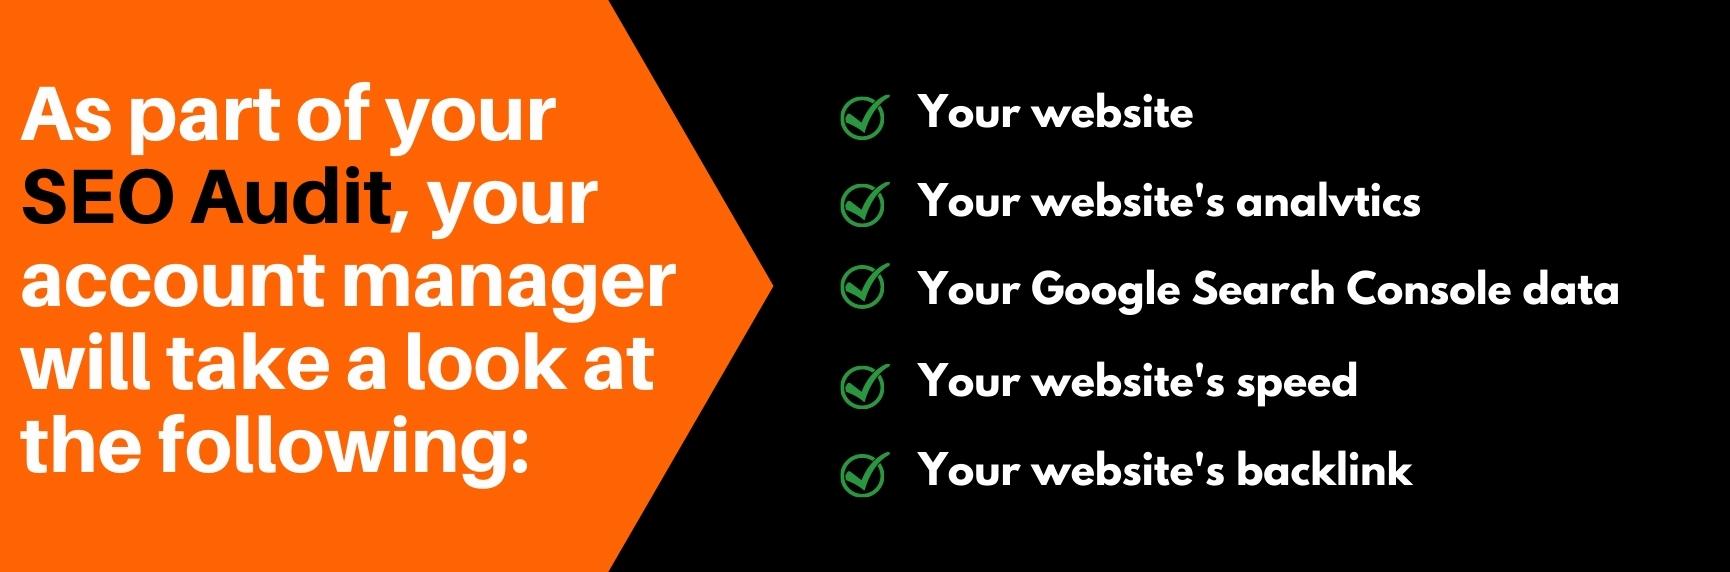 As part of your
SEO Audit, your
account manager
will take a look at
the following:
Your website
Your website's analvtics
Your Google Search Console data
Your website's speed
Your website's backlink